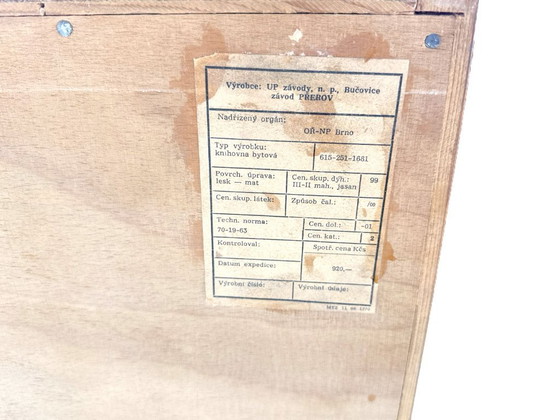 Výrobce: UP závody, n. p., Bučovice
závod PŘEROV
Nadřízený orgán:
OŘ-NP Brno
Typ výrobku:
knihovna bytová
615-251-1681
Povrch. úprava:
lesk — mat
Cen. skup. dýh.:
III-II mah., jasan
99
Cen. skup. látek:
Způsob čal.:
Techn. norma:
70-19-63
Cen. dol.:
-01
Cen. kat.:
Kontroloval:
Spotř. cena Kčs
Datum expedice:
920,—
Výrobní číslo:
Výrobní údaje: